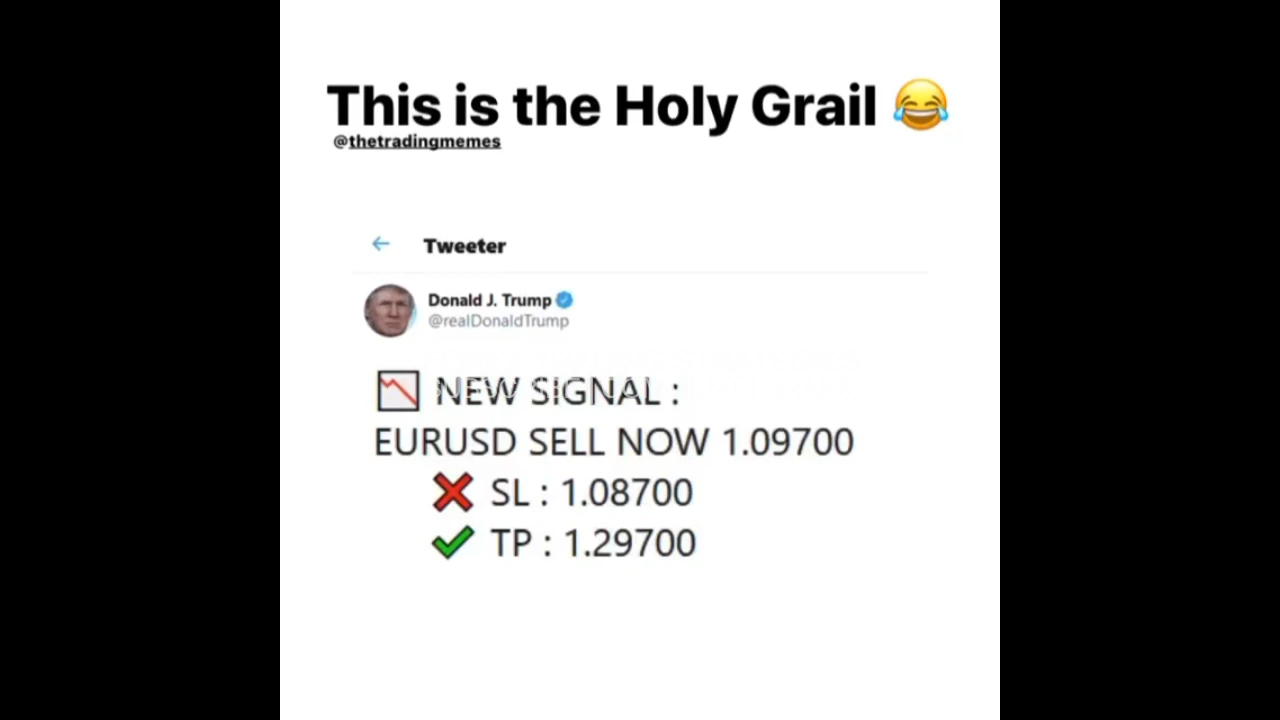 This is the Holy Grail 😂
@thetradingmemes
Tweeter
Donald J. Trump
@realDonaldTrump
NEW SIGNAL :
EURUSD SELL NOW 1.09700
❌ SL : 1.08700
✔ TP : 1.29700